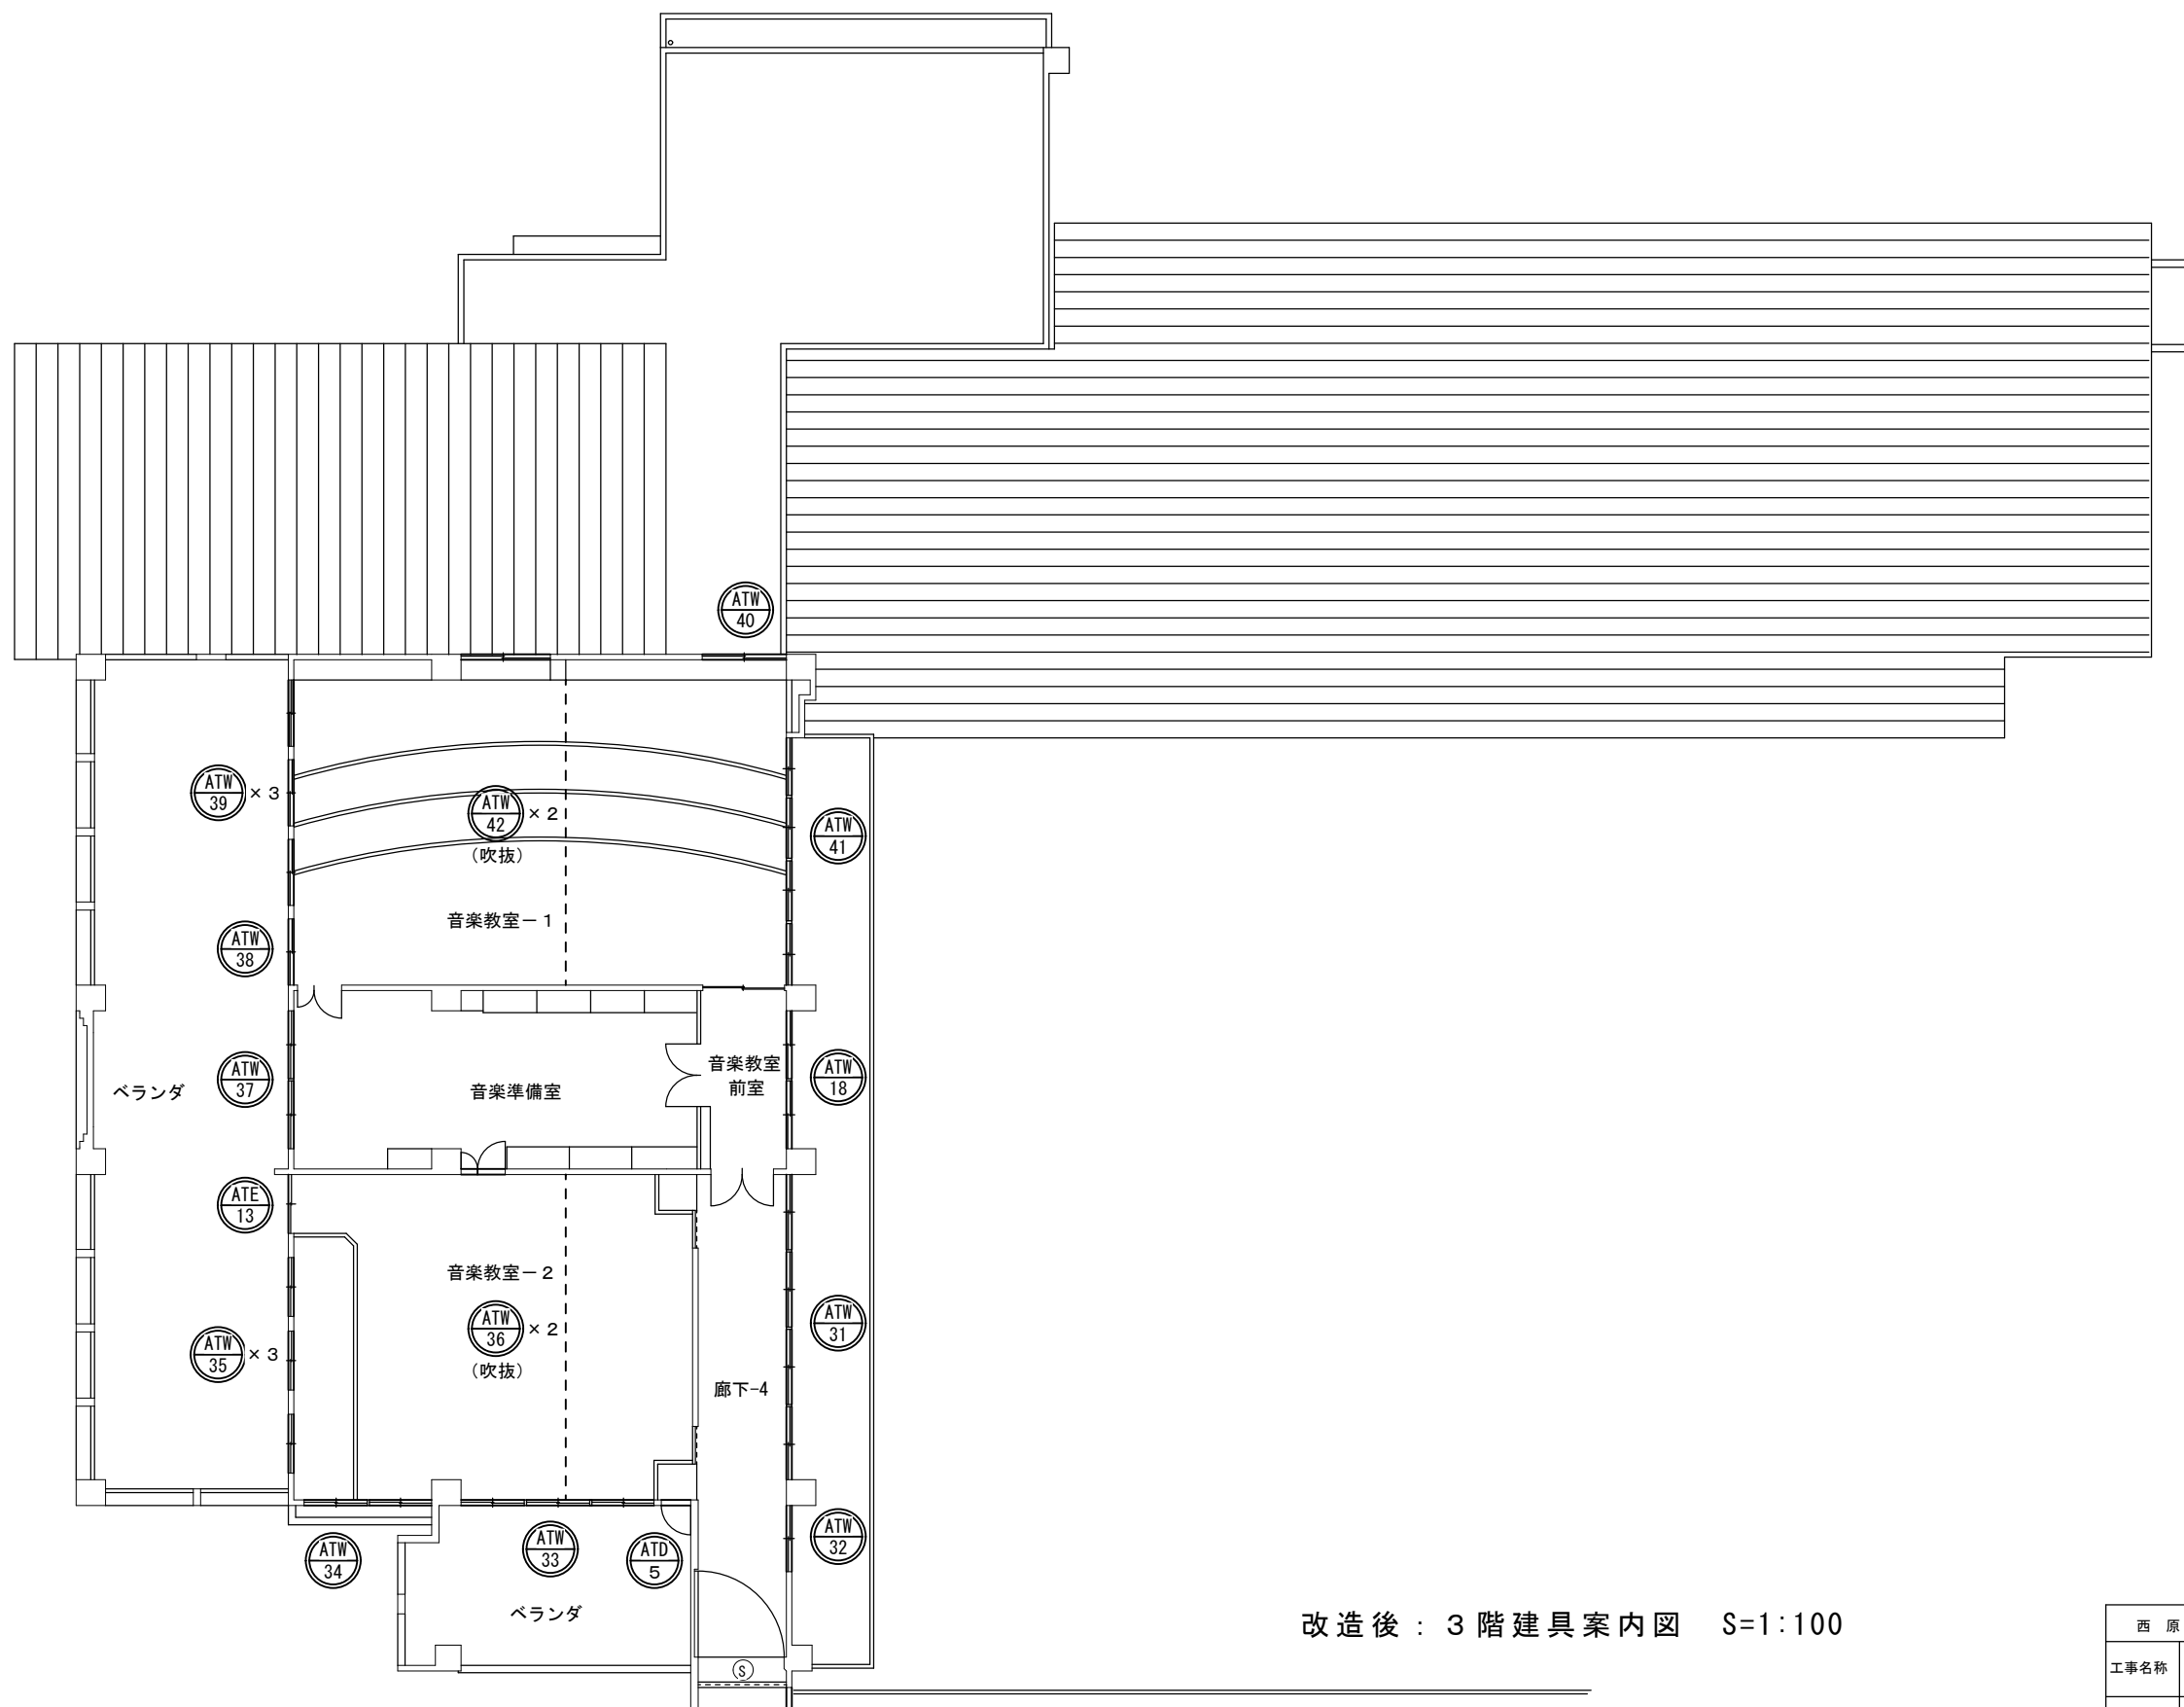 ATW
40
ATW
39
×3
ATW
42
×2
(吹抜)
ATW
41
音楽教室－1
ATW
38
ATW
37
ベランダ
音楽準備室
音楽教室
前室
ATW
18
ATE
13
音楽教室－2
ATW
36
×2
(吹抜)
ATW
31
ATW
35
×3
廊下-4
ATW
34
ATW
33
ATD
5
ATW
32
ベランダ
S
改造後：３階建具案内図　S=1:100
西 原
工事名称